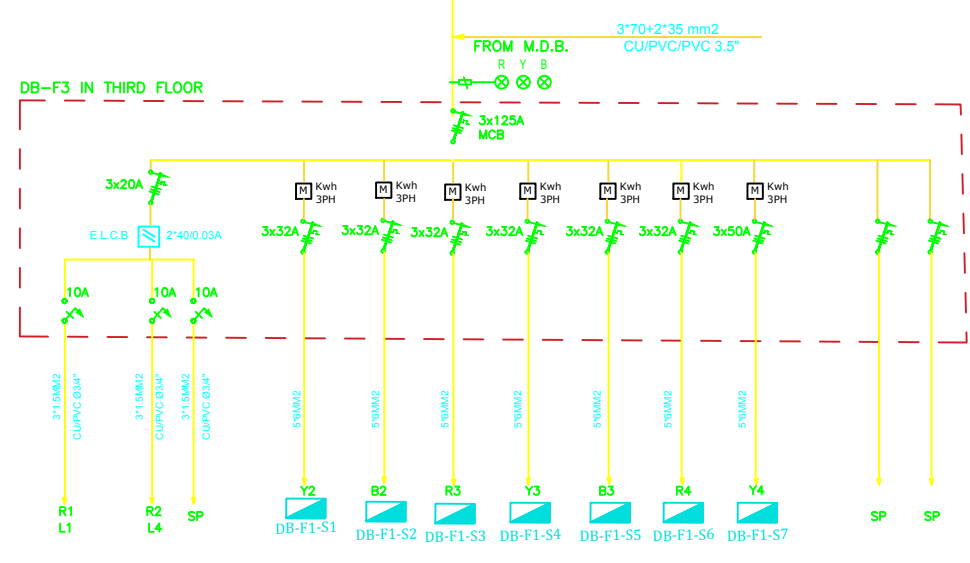 3*70+2*35 mm2
CU/PVC/PVC 3.5"
FROM M.D.B.
R Y B
DB-F3 IN THIRD FLOOR
3x125A
MCB
3x20A
M Kwh 3PH
M Kwh 3PH
M Kwh 3PH
M Kwh 3PH
M Kwh 3PH
M Kwh 3PH
M Kwh 3PH
E.L.C.B 2*40/0.03A
3x32A 3x32A 3x32A 3x32A 3x32A 3x32A 3x50A
10A 10A 10A
3*1.5MM2
CU/PVC Ø3/4"
3*1.5MM2
CU/PVC Ø3/4"
3*1.5MM2
CU/PVC Ø3/4"
5*6MM2
5*6MM2
5*6MM2
5*6MM2
5*6MM2
5*6MM2
5*6MM2
R1
L1
R2
L4
SP
Y2
DB-F1-S1
B2
DB-F1-S2
R3
DB-F1-S3
Y3
DB-F1-S4
B3
DB-F1-S5
R4
DB-F1-S6
Y4
DB-F1-S7
SP
SP